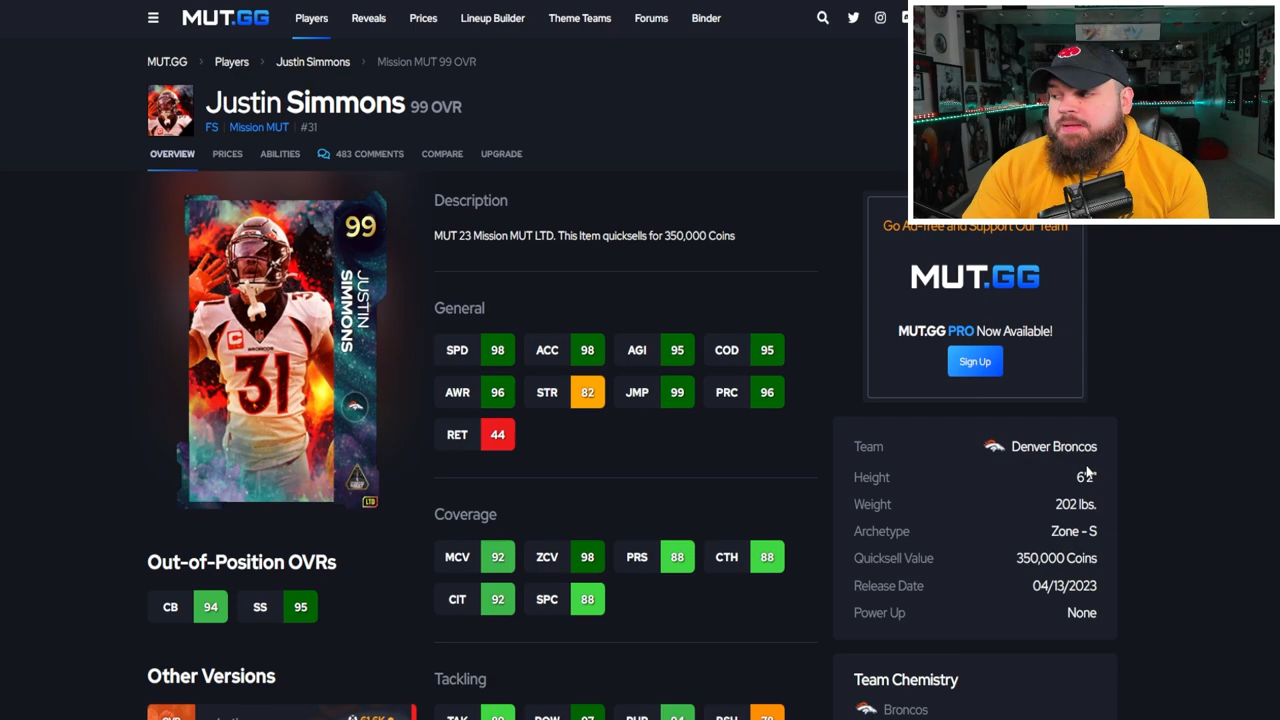 MUT.GG
Players
Reveals
Prices
Lineup Builder
Theme Teams
Forums
Binder
MUT.GG
Players
Justin Simmons
Mission MUT 99 OVR
Justin Simmons 99 OVR
FS
Mission MUT
#31
OVERVIEW
PRICES
ABILITIES
483 COMMENTS
COMPARE
UPGRADE
99
JUSTIN
SIMMONS
BRONCOS
31
C
LTD
Description
MUT 23 Mission MUT LTD. This Item quicksells for 350,000 Coins
General
SPD 98
ACC 98
AGI 95
COD 95
AWR 96
STR 82
JMP 99
PRC 96
RET 44
Coverage
MCV 92
ZCV 98
PRS 88
CTH 88
CIT 92
SPC 88
Tackling
Out-of-Position OVRs
CB 94
SS 95
Other Versions
Go Ad-free and Support Our Team
MUT.GG
MUT.GG PRO Now Available!
Sign Up
Team Denver Broncos
Height 6'2"
Weight 202 lbs.
Archetype Zone - S
Quicksell Value 350,000 Coins
Release Date 04/13/2023
Power Up None
Team Chemistry
Broncos